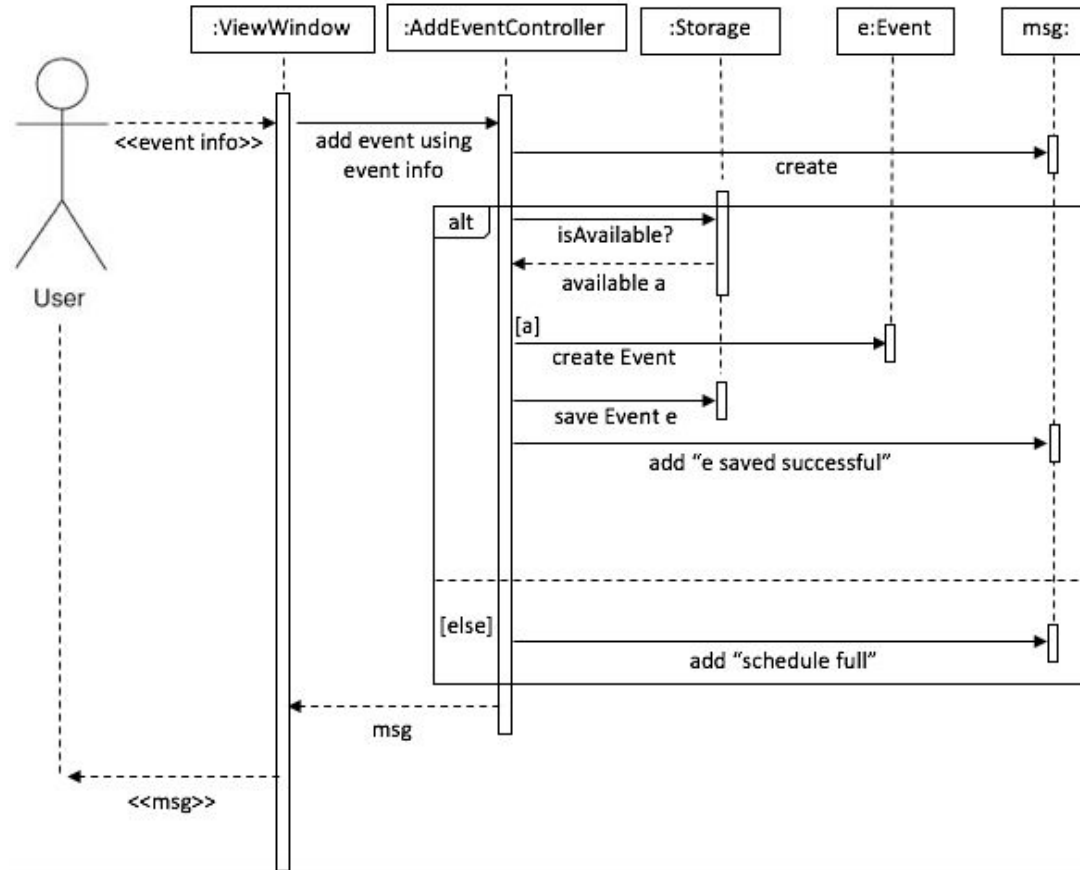 :ViewWindow
:AddEventController
:Storage
e:Event
msg:
<<event info>>
add event using
event info
create
alt
isAvailable?
available a
User
[a]
create Event
save Event e
add “e saved successful”
[else]
add “schedule full”
msg
<<msg>>